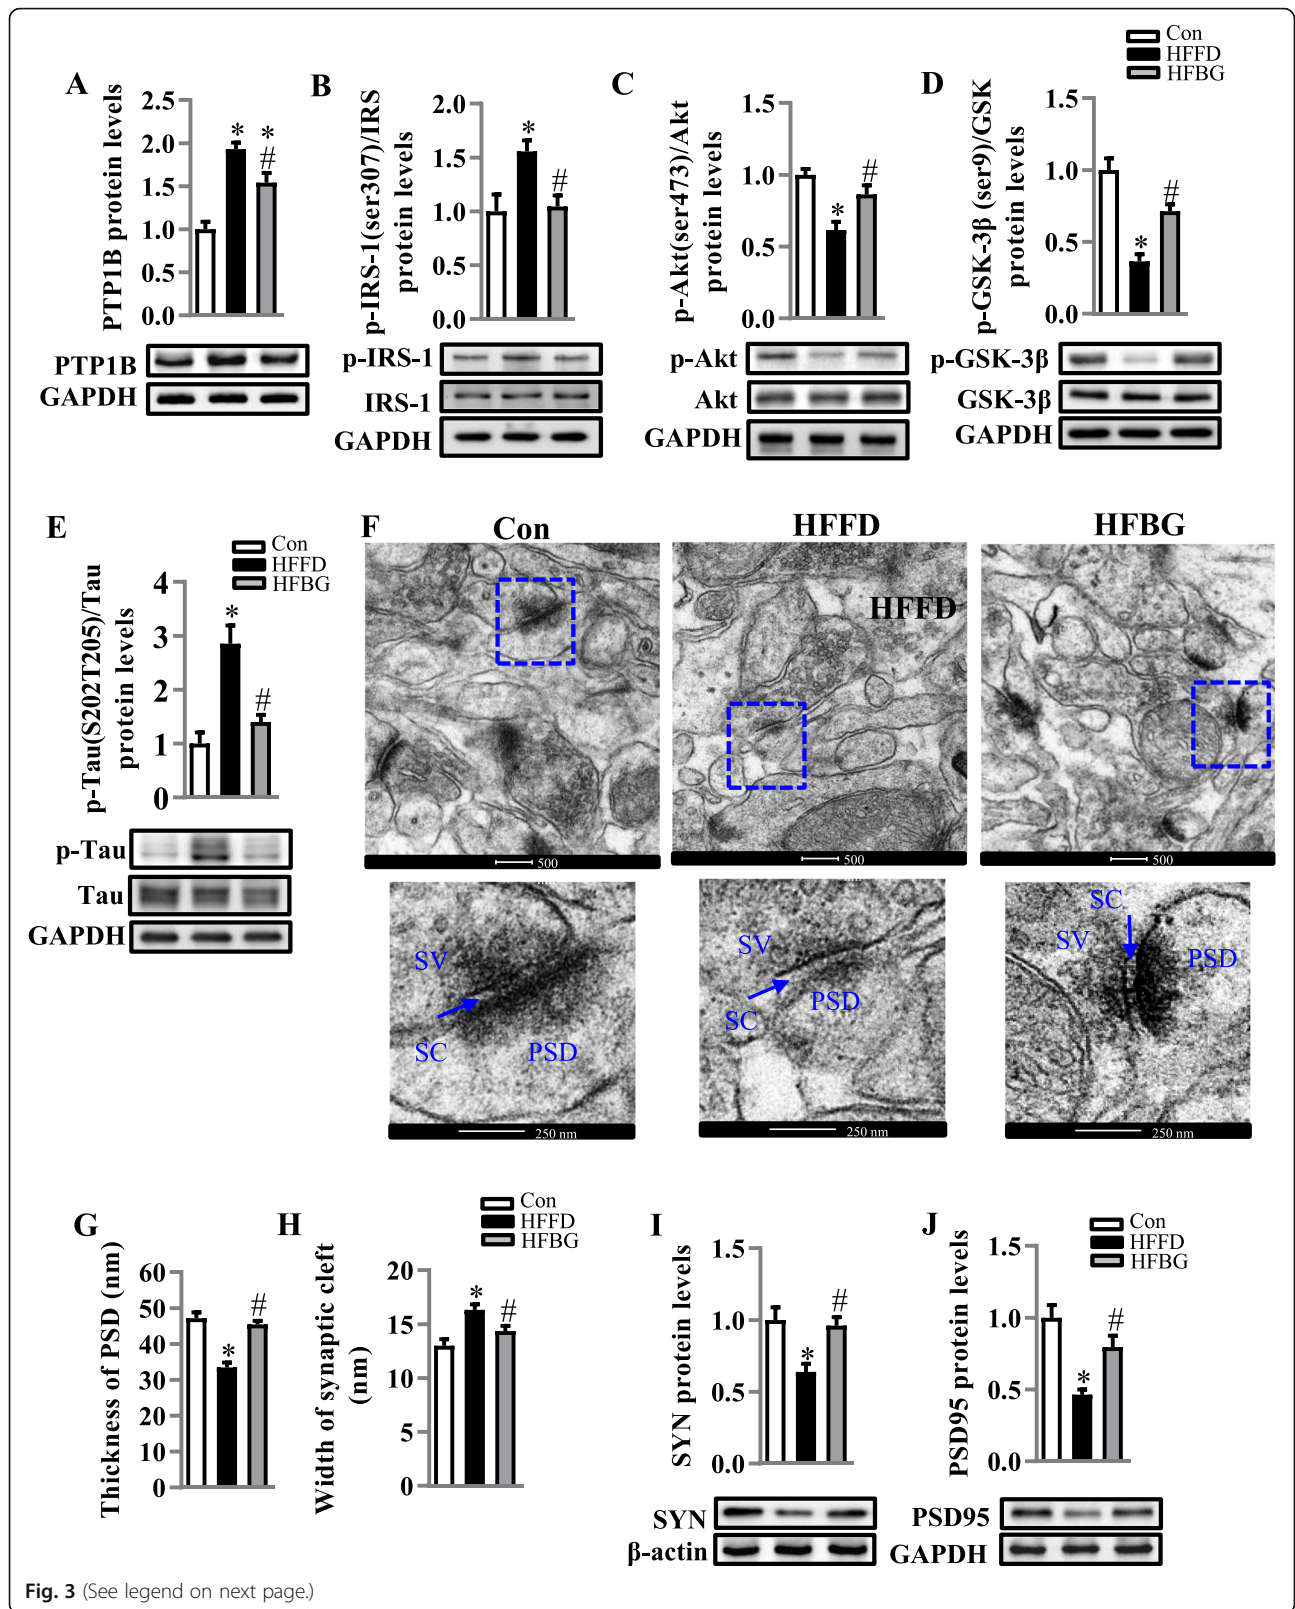 Con
HFFD
HFBG
A
PTP1B protein levels
2.5
2.0
1.5
1.0
0.5
0.0
*
*
#
PTP1B
GAPDH
B
p-IRS-1(ser307)/IRS
protein levels
2.0
1.5
1.0
0.5
0.0
*
#
p-IRS-1
IRS-1
GAPDH
C
p-Akt(ser473)/Akt
protein levels
1.5
1.0
0.5
0.0
*
#
p-Akt
Akt
GAPDH
D
p-GSK-3β (ser9)/GSK
protein levels
1.5
1.0
0.5
0.0
*
#
p-GSK-3β
GSK-3β
GAPDH
E
Con
HFFD
HFBG
p-Tau(S202T205)/Tau
protein levels
4
3
2
1
0
*
#
p-Tau
Tau
GAPDH
F
Con
HFFD
HFBG
HFFD
500
500
500
SV
SC
PSD
250 nm
SV
SC
PSD
250 nm
SC
SV
PSD
250 nm
G
Thickness of PSD (nm)
60
50
40
30
20
10
0
*
#
H
Con
HFFD
HFBG
Width of synaptic cleft
(nm)
20
15
10
5
0
*
#
I
SYN protein levels
1.5
1.0
0.5
0.0
*
#
SYN
β-actin
J
Con
HFFD
HFBG
PSD95 protein levels
1.5
1.0
0.5
0.0
*
#
PSD95
GAPDH
Fig. 3 (See legend on next page.)